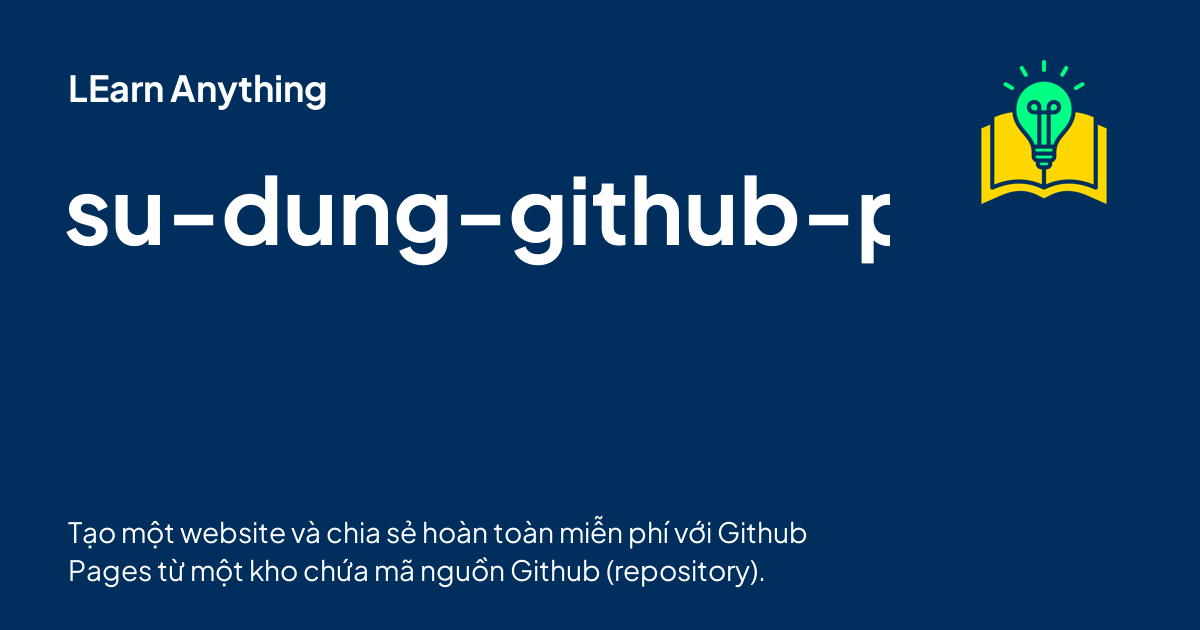 LEarn Anything
su-dung-github-p
Tạo một website và chia sẻ hoàn toàn miễn phí với Github
Pages từ một kho chứa mã nguồn Github (repository).